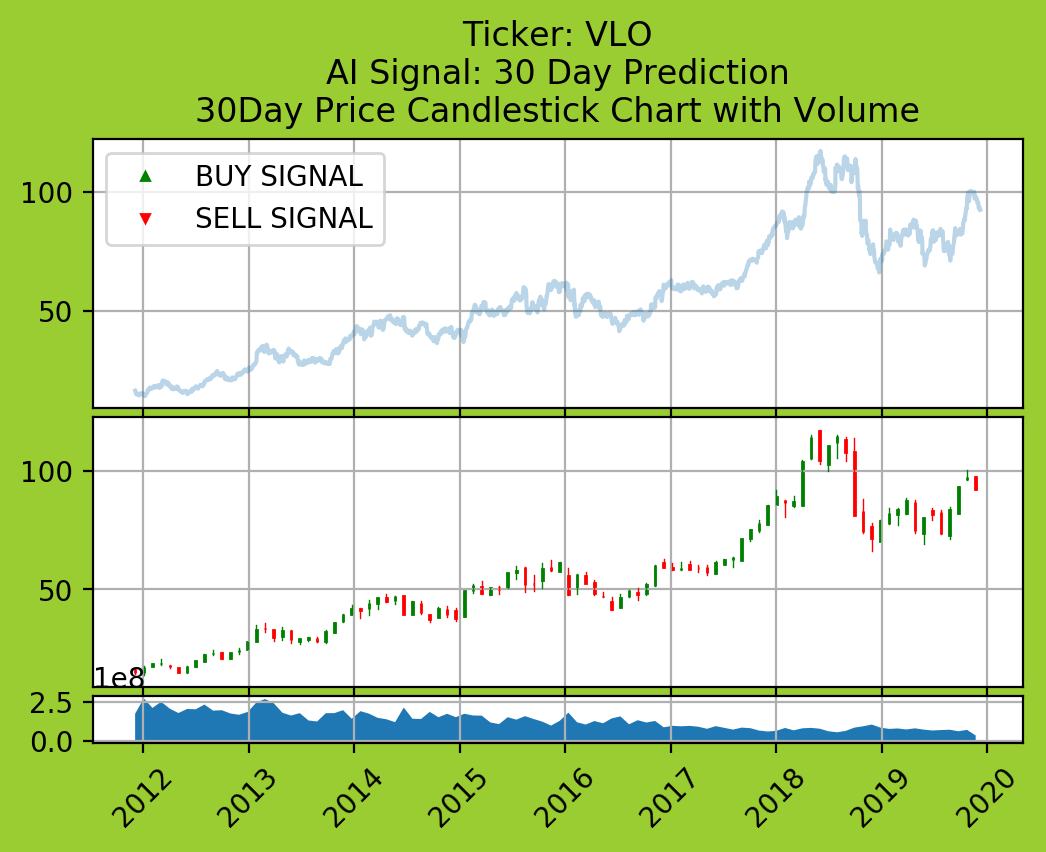 Ticker: VLO
AI Signal: 30 Day Prediction
30Day Price Candlestick Chart with Volume
BUY SIGNAL
SELL SIGNAL
100
50
100
50
1e8
2.5
0.0
2012 2013 2014 2015 2016 2017 2018 2019 2020